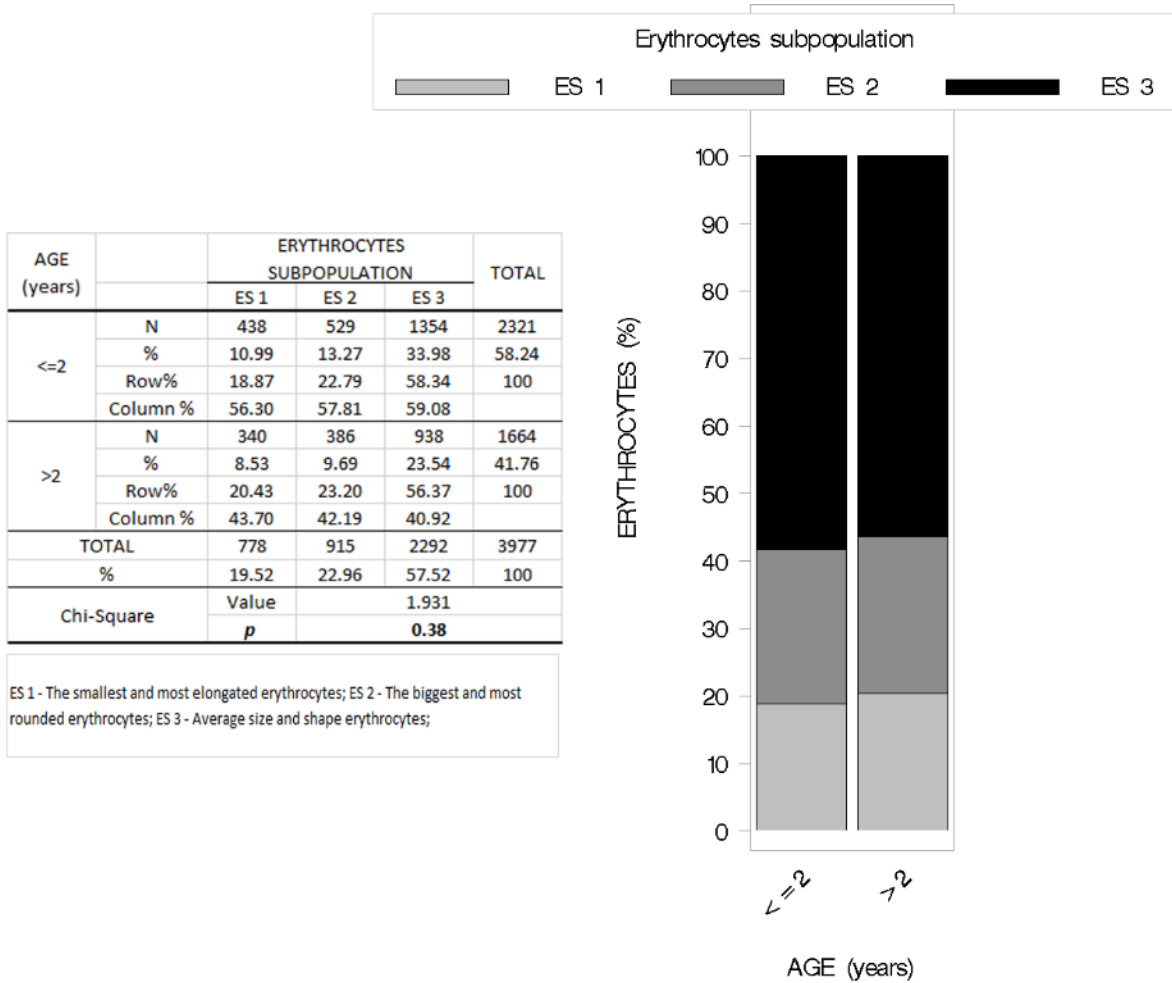 Erythrocytes subpopulation
ES 1 ES 2 ES 3
AGE (years) ERYTHROCYTES SUBPOPULATION TOTAL
ES 1 ES 2 ES 3
<=2 N 438 529 1354 2321
% 10.99 13.27 33.98 58.24
Row% 18.87 22.79 58.34 100
Column % 56.30 57.81 59.08
>2 N 340 386 938 1664
% 8.53 9.69 23.54 41.76
Row% 20.43 23.20 56.37 100
Column % 43.70 42.19 40.92
TOTAL 778 915 2292 3977
% 19.52 22.96 57.52 100
Chi-Square Value 1.931
p 0.38
ES 1 - The smallest and most elongated erythrocytes; ES 2 - The biggest and most
rounded erythrocytes; ES 3 - Average size and shape erythrocytes;
ERYTHROCYTES (%)
100
90
80
70
60
50
40
30
20
10
0
<=2 >2
AGE (years)